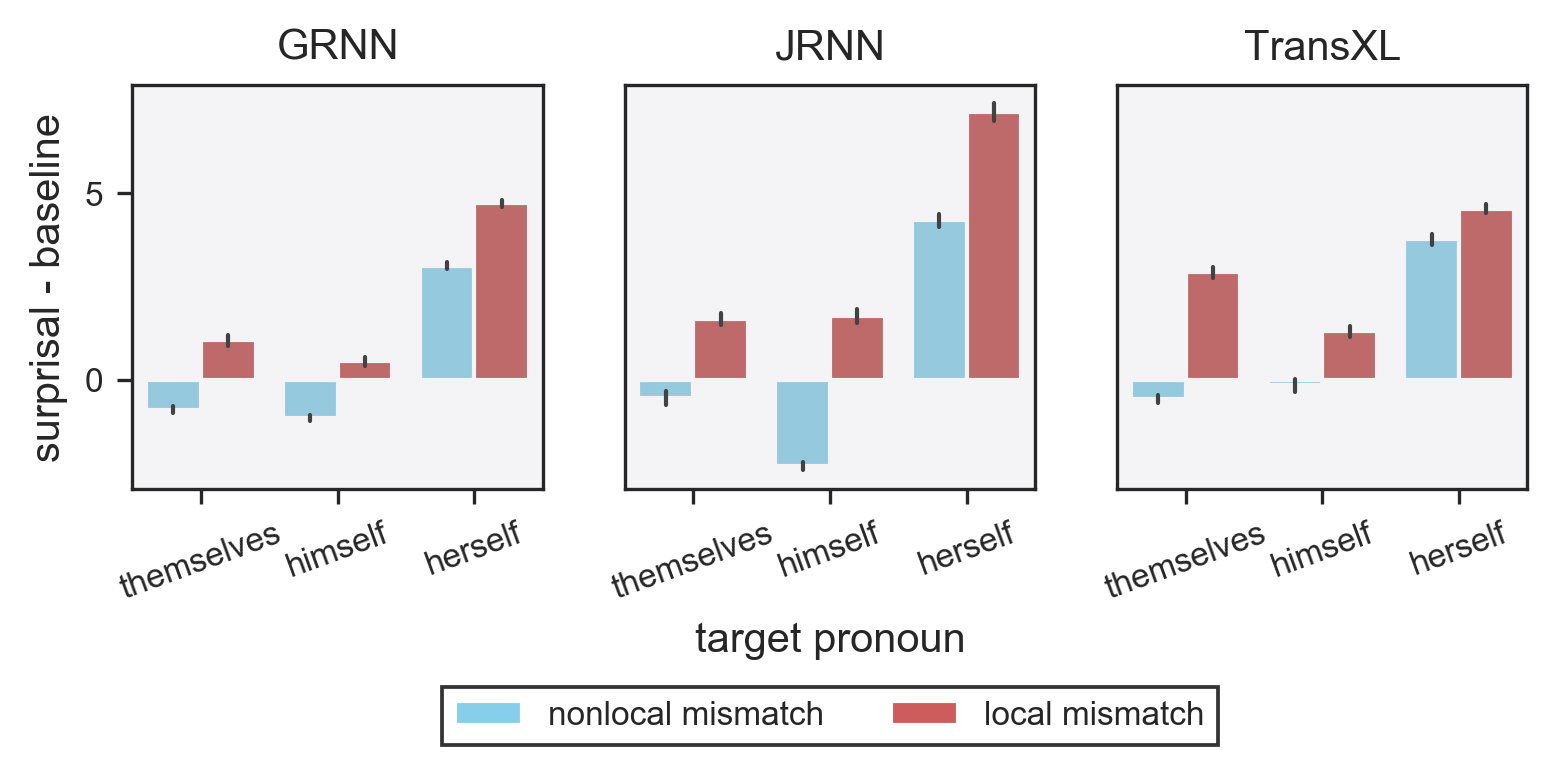 GRNN
JRNN
TransXL
surprisal - baseline
5
0
themselves
himself
herself
themselves
himself
herself
themselves
himself
herself
target pronoun
nonlocal mismatch
local mismatch